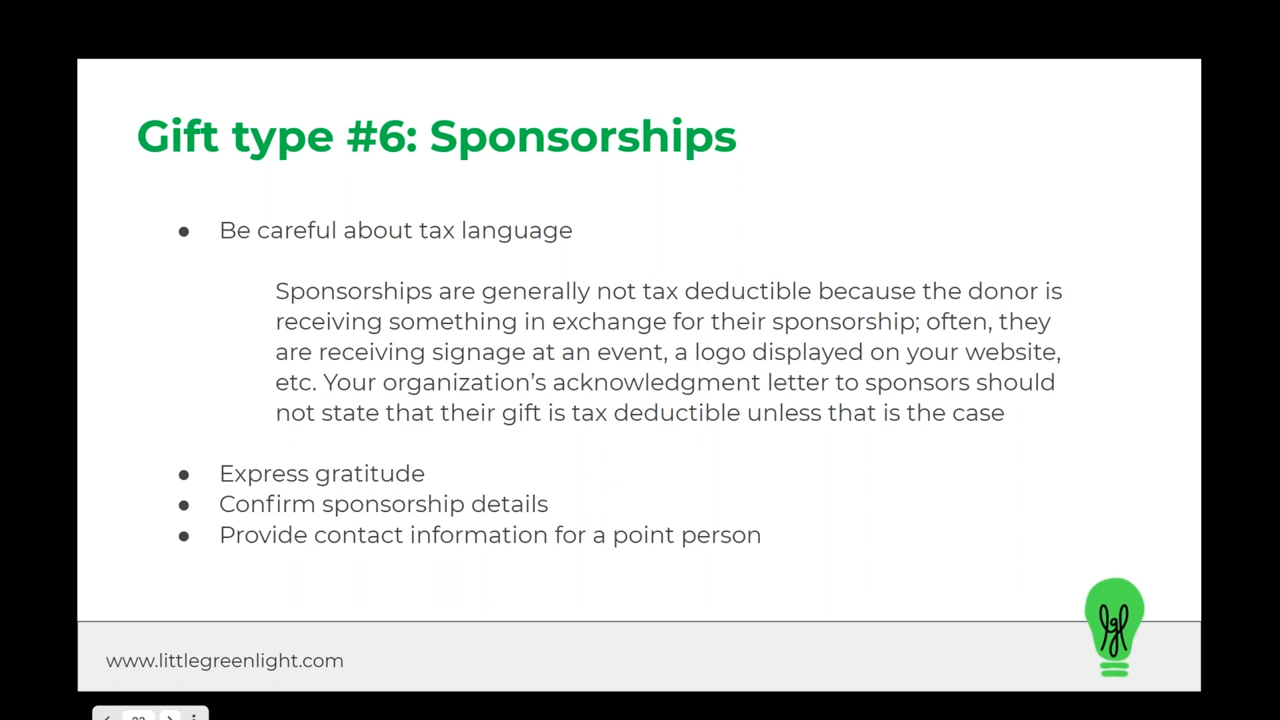 Gift type #6: Sponsorships
● Be careful about tax language
Sponsorships are generally not tax deductible because the donor is
receiving something in exchange for their sponsorship; often, they
are receiving signage at an event, a logo displayed on your website,
etc. Your organization’s acknowledgment letter to sponsors should
not state that their gift is tax deductible unless that is the case
● Express gratitude
● Confirm sponsorship details
● Provide contact information for a point person
lgl
www.littlegreenlight.com